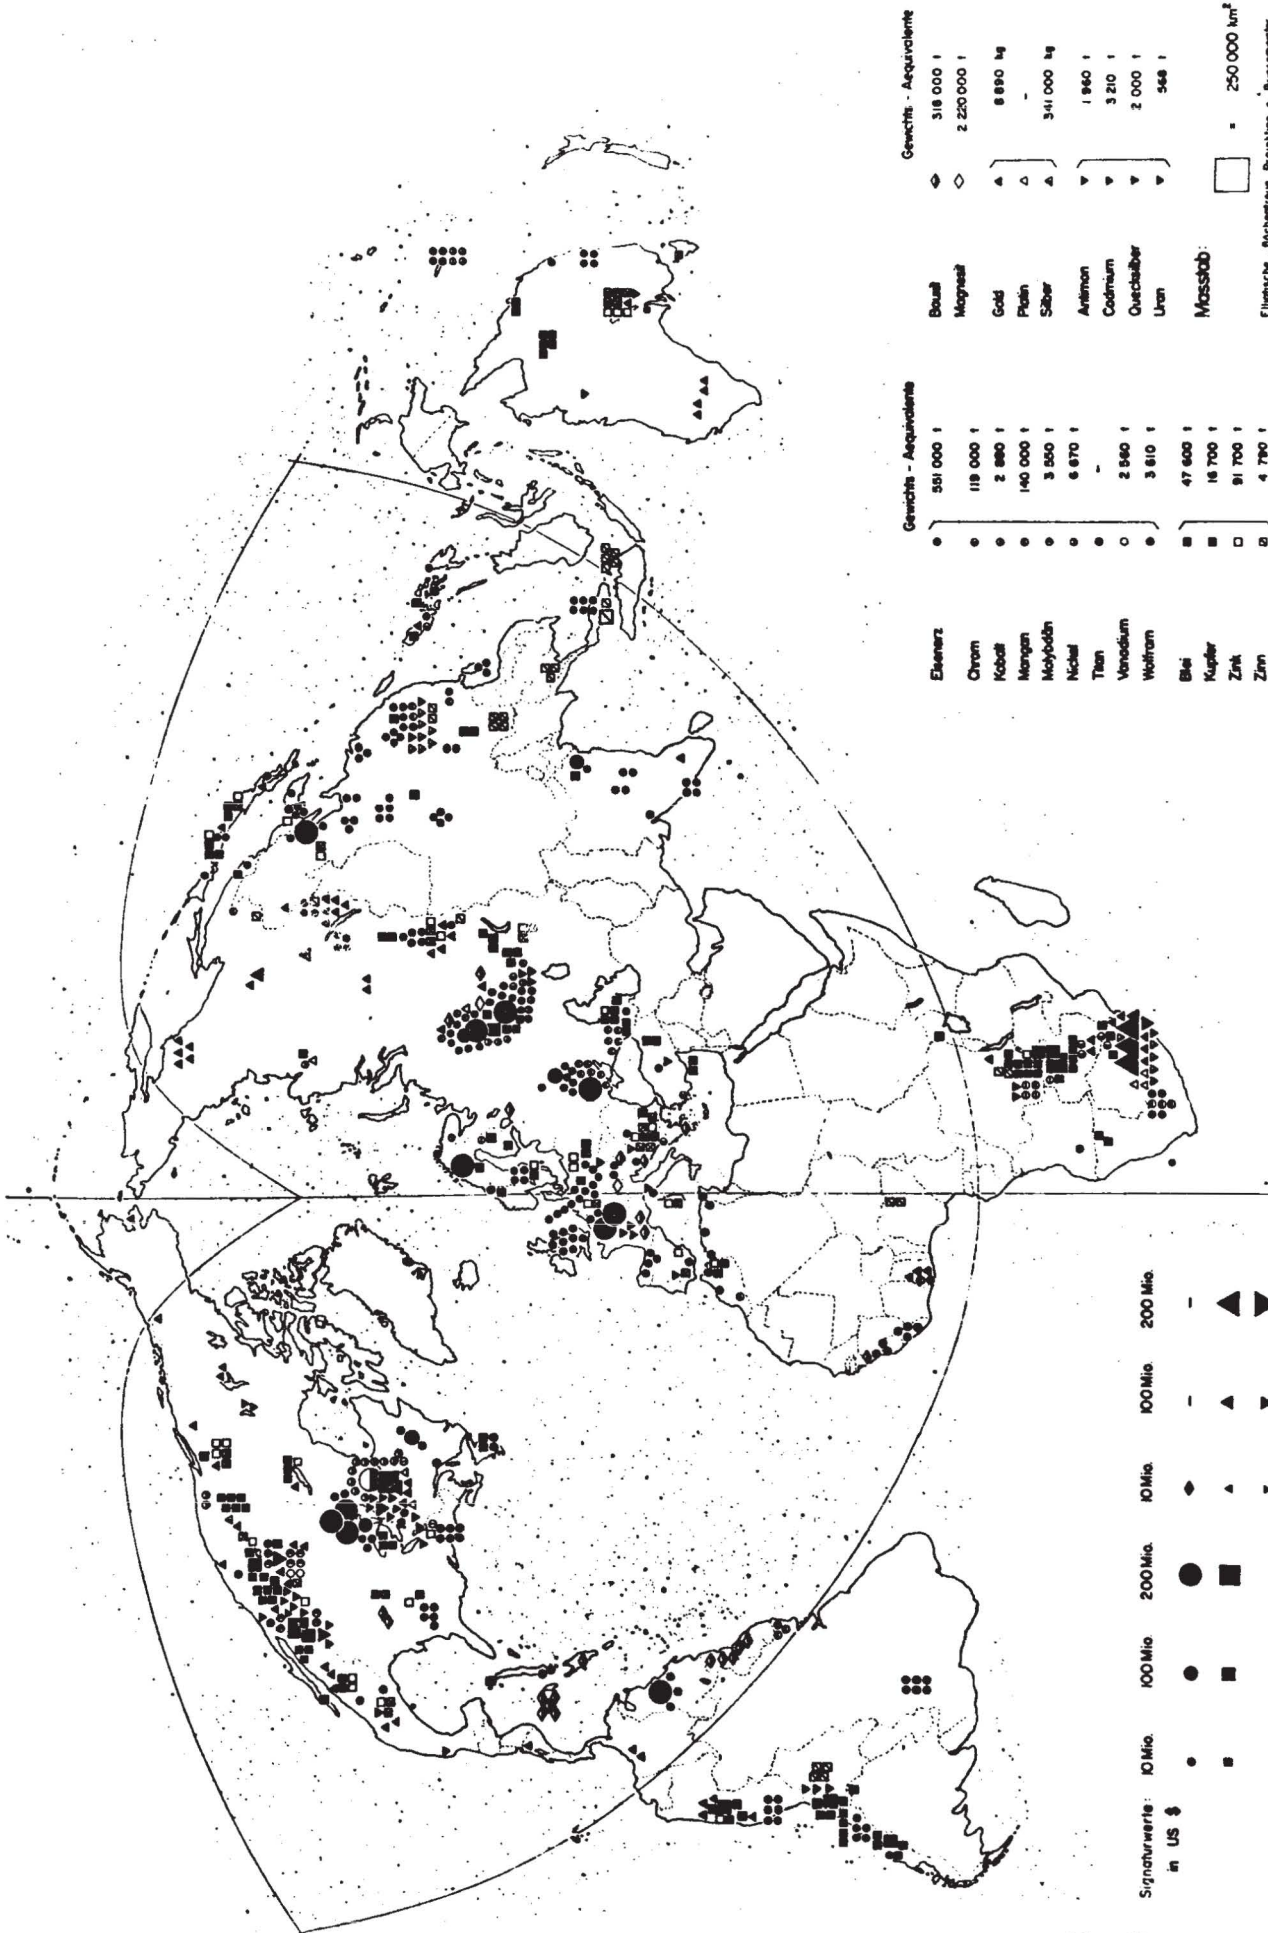 Signaturwerte: 10 Mio. 100 Mio. 200 Mio. 10 Mio. 100 Mio. 200 Mio.
in US $
Gewichts - Aequivalente
Eisenerz 551 000 t
Chrom 119 000 t
Kobalt 2 880 t
Mangan 140 000 t
Molybdän 3 550 t
Nickel 6 670 t
Titan -
Vanadium 2 560 t
Wolfram 3 610 t
Blei 47 600 t
Kupfer 16 700 t
Zink 91 700 t
Zinn 4 790 t
Gewichts - Aequivalente
Bauxit 318 000 t
Magnesit 2 220 000 t
Gold 8 890 kg
Platin -
Silber 341 000 kg
Antimon 1 960 t
Cadmium 3 210 t
Quecksilber 2 000 t
Uran 568 t
Masstab: = 250 000 km²